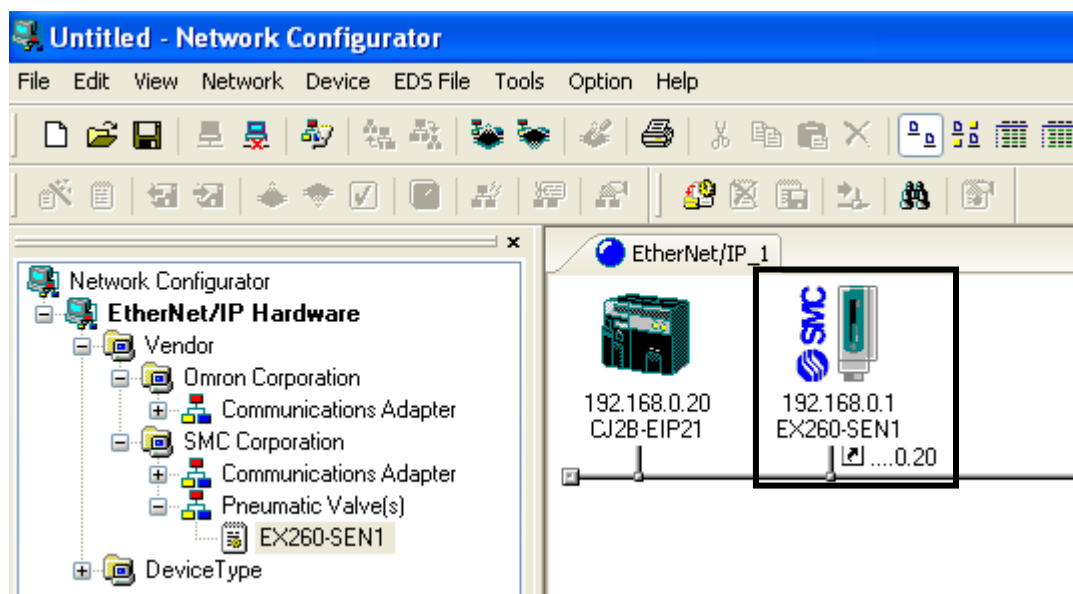 Untitled - Network Configurator
File Edit View Network Device EDS File Tools Option Help
Network Configurator
EtherNet/IP Hardware
Vendor
Omron Corporation
Communications Adapter
SMC Corporation
Communications Adapter
Pneumatic Valve(s)
EX260-SEN1
DeviceType
EtherNet/IP_1
SMC
192.168.0.20
CJ2B-EIP21
192.168.0.1
EX260-SEN1
....0.20